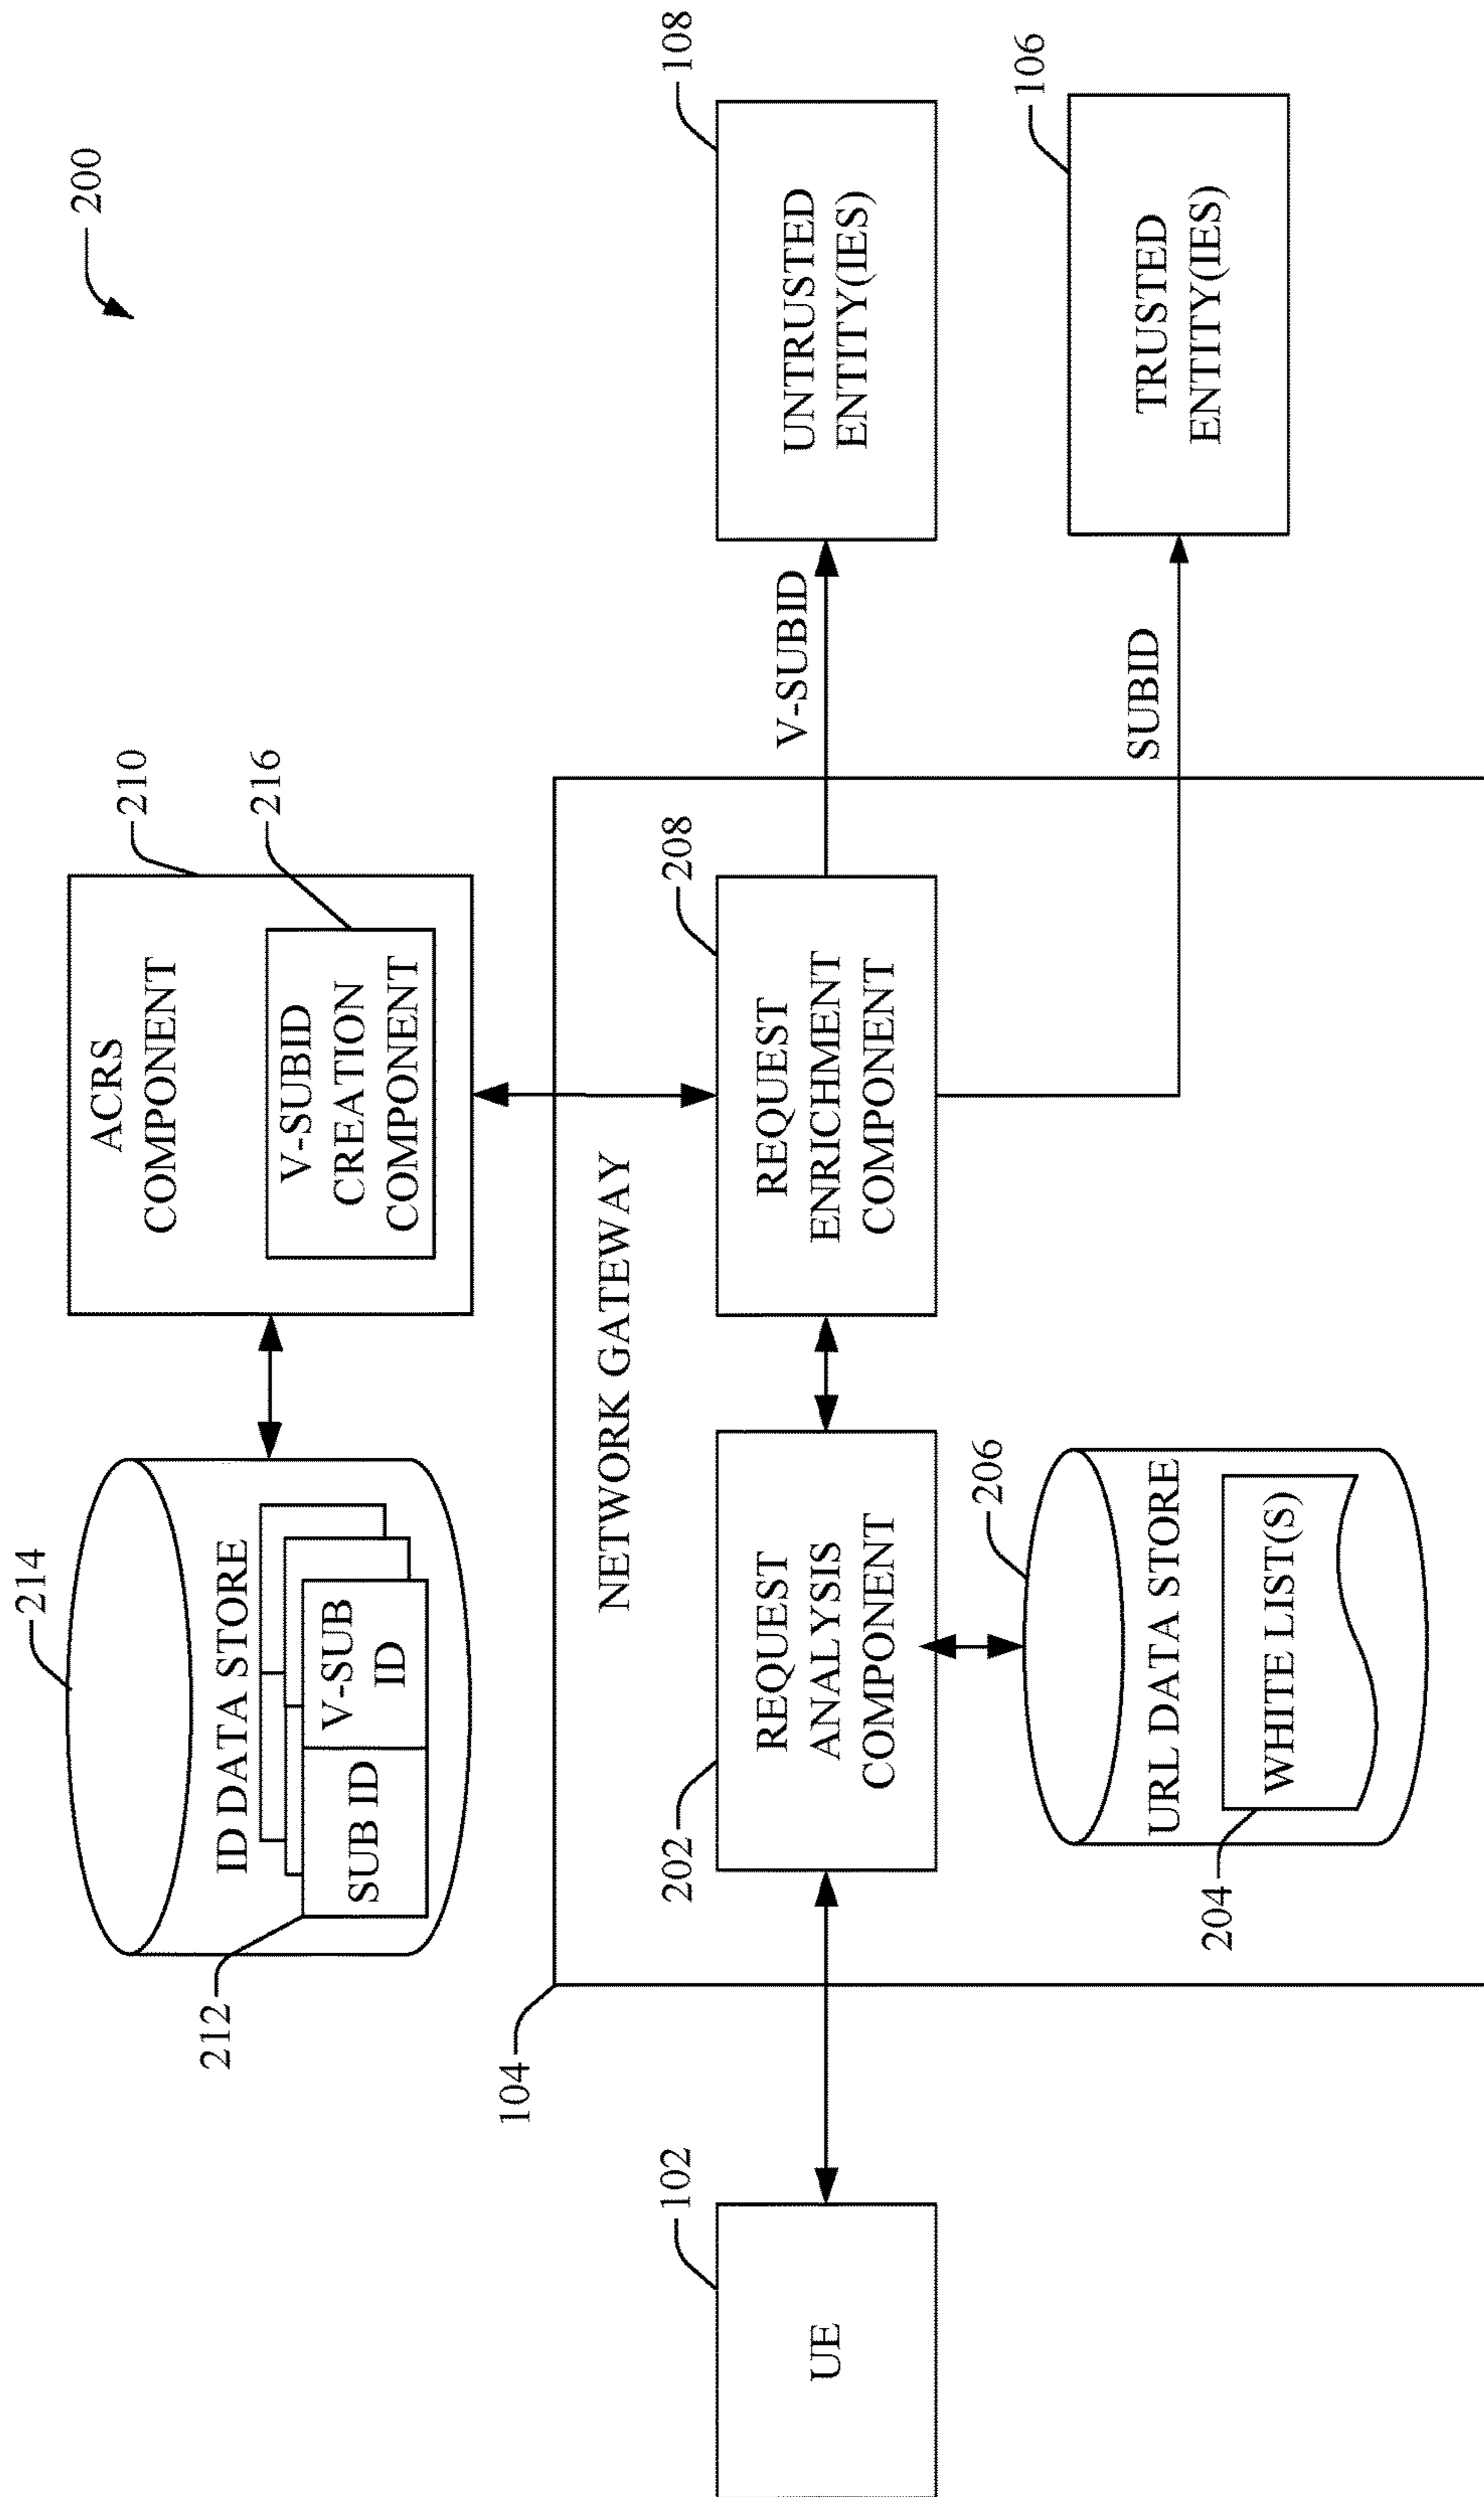 200
214
ID DATA STORE
SUB ID
V-SUB
ID
212
ACRS
COMPONENT
210
V-SUBID
CREATION
COMPONENT
216
104
NETWORK GATEWAY
102
UE
202
REQUEST
ANALYSIS
COMPONENT
208
REQUEST
ENRICHMENT
COMPONENT
V-SUBID
108
UNTRUSTED
ENTITY(IES)
206
URL DATA STORE
204
WHITE LIST(S)
SUBID
106
TRUSTED
ENTITY(IES)